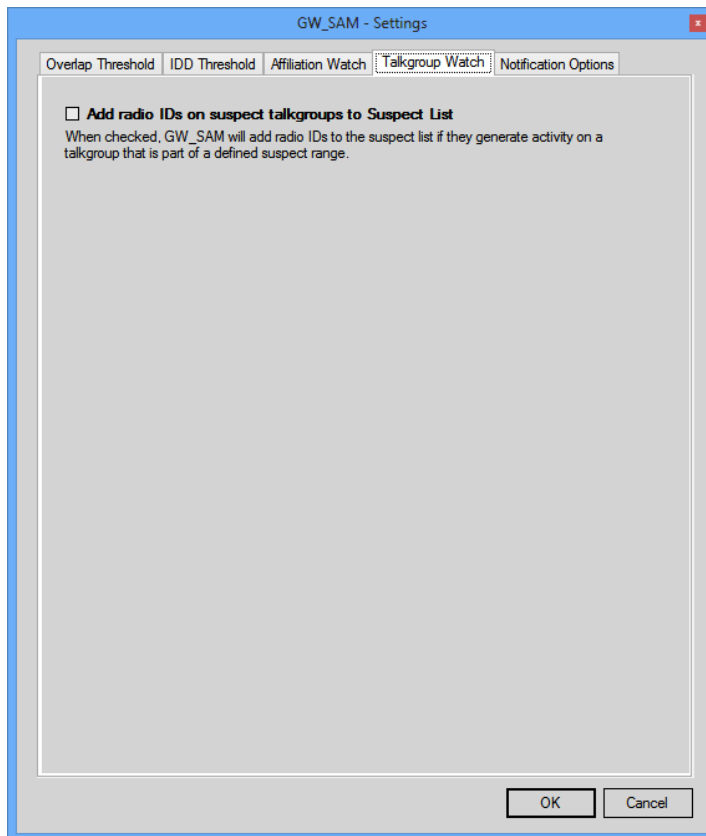 GW_SAM - Settings
x
Overlap Threshold IDD Threshold Affiliation Watch Talkgroup Watch Notification Options
Add radio IDs on suspect talkgroups to Suspect List
When checked, GW_SAM will add radio IDs to the suspect list if they generate activity on a
talkgroup that is part of a defined suspect range.
OK Cancel